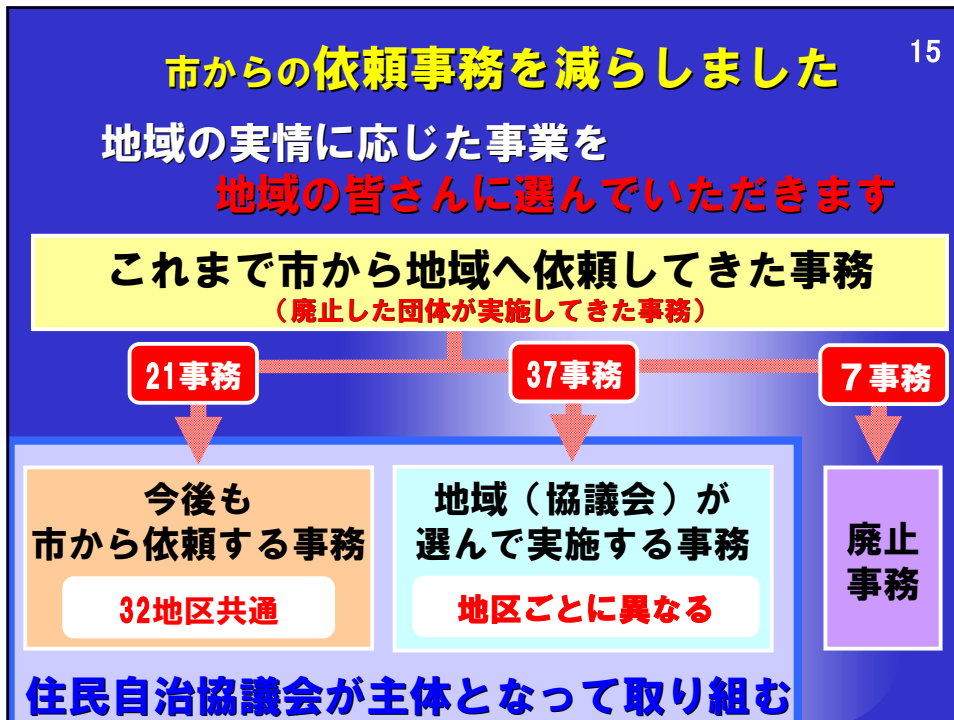 15
市からの依頼事務を減らしました
地域の実情に応じた事業を
地域の皆さんに選んでいただきます
これまで市から地域へ依頼してきた事務
（廃止した団体が実施してきた事務）
21事務
37事務
７事務
今後も
市から依頼する事務
32地区共通
地域（協議会）が
選んで実施する事務
地区ごとに異なる
廃止
事務
住民自治協議会が主体となって取り組む